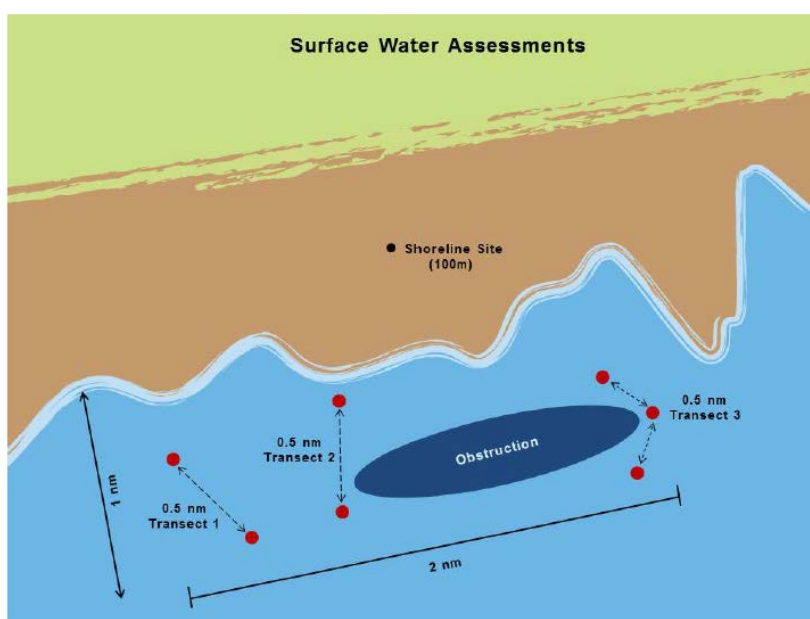 Surface Water Assessments
Shoreline Site
(100m)
0.5 nm
Transect 3
0.5 nm
Transect 2
Obstruction
1 nm
0.5 nm
Transect 1
2 nm